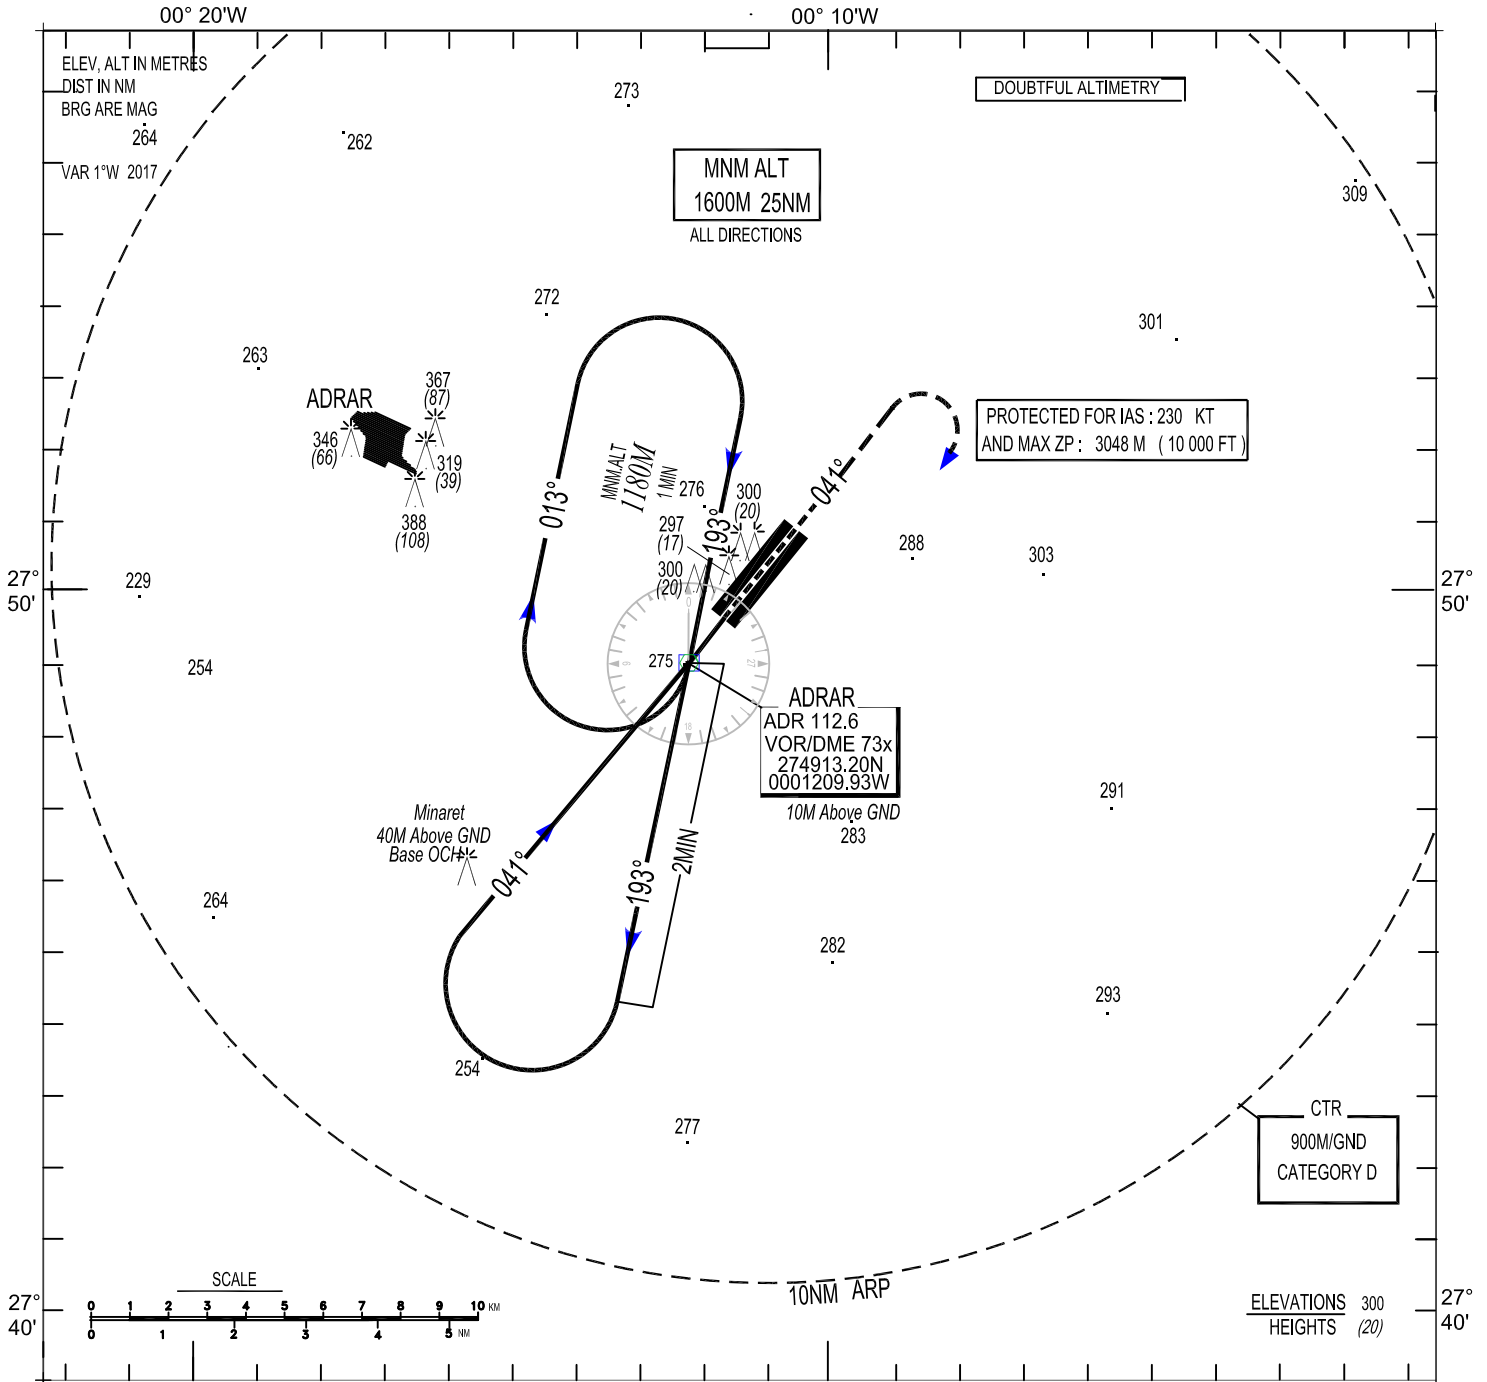 00° 20'W
00° 10'W
ELEV, ALT IN METRES
DIST IN NM
BRG ARE MAG
264
VAR 1°W 2017
262
273
DOUBTFUL ALTIMETRY
MNM ALT
1600M 25NM
ALL DIRECTIONS
309
272
301
263
ADRAR
367
(87)
346
(66)
319
(39)
388
(108)
PROTECTED FOR IAS : 230 KT
AND MAX ZP : 3048 M ( 10 000 FT )
013°
MNM.ALT
1180M
1 MIN
041°
276
300
(20)
193°
297
(17)
300
(20)
288
303
27°
50'
229
27°
50'
0
9
27
18
254
275
ADRAR
ADR 112.6
VOR/DME 73x
274913.20N
0001209.93W
10M Above GND
283
291
Minaret
40M Above GND
Base OCH
041°
193°
2MIN
264
282
293
254
277
CTR
900M/GND
CATEGORY D
10NM ARP
SCALE
0 1 2 3 4 5 6 7 8 9 10 KM
0 1 2 3 4 5 NM
27°
40'
ELEVATIONS 300
HEIGHTS (20)
27°
40'